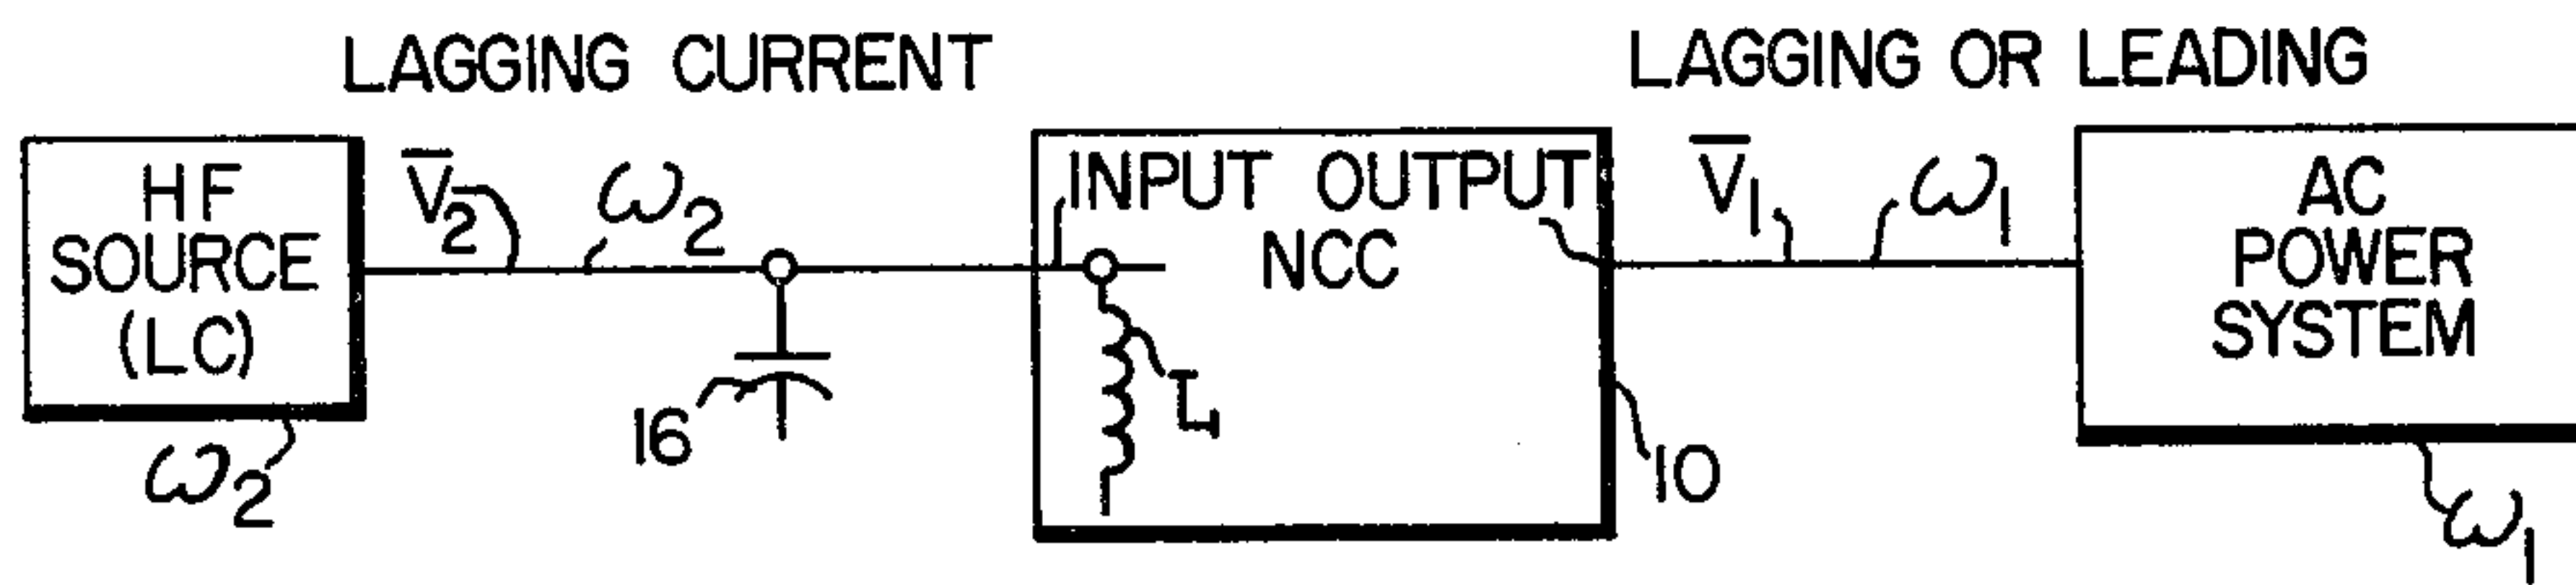 LAGGING CURRENT
LAGGING OR LEADING
HF
SOURCE
(LC)
V̅₂
ω₂
ω₂
16
INPUT OUTPUT
NCC
L
10
V̅₁
ω₁
AC
POWER
SYSTEM
ω₁